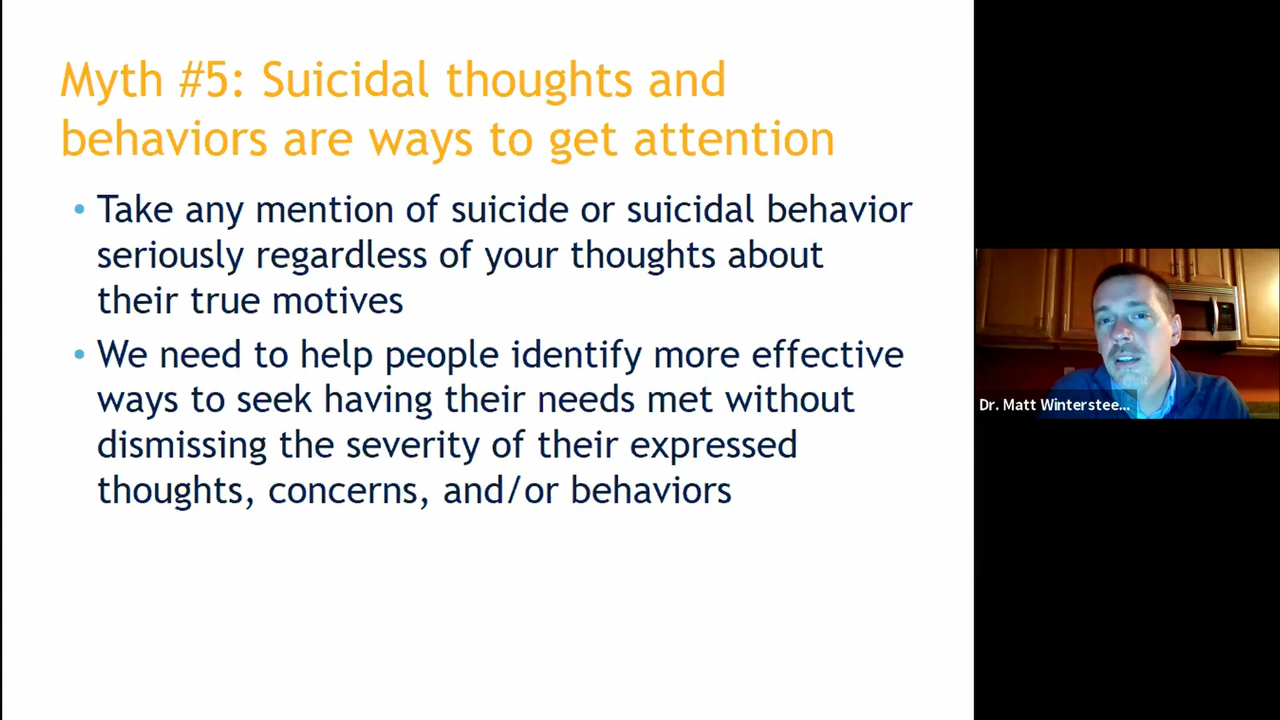 Myth #5: Suicidal thoughts and
behaviors are ways to get attention
• Take any mention of suicide or suicidal behavior
seriously regardless of your thoughts about
their true motives
• We need to help people identify more effective
ways to seek having their needs met without
dismissing the severity of their expressed
thoughts, concerns, and/or behaviors
Dr. Matt Winterstee...